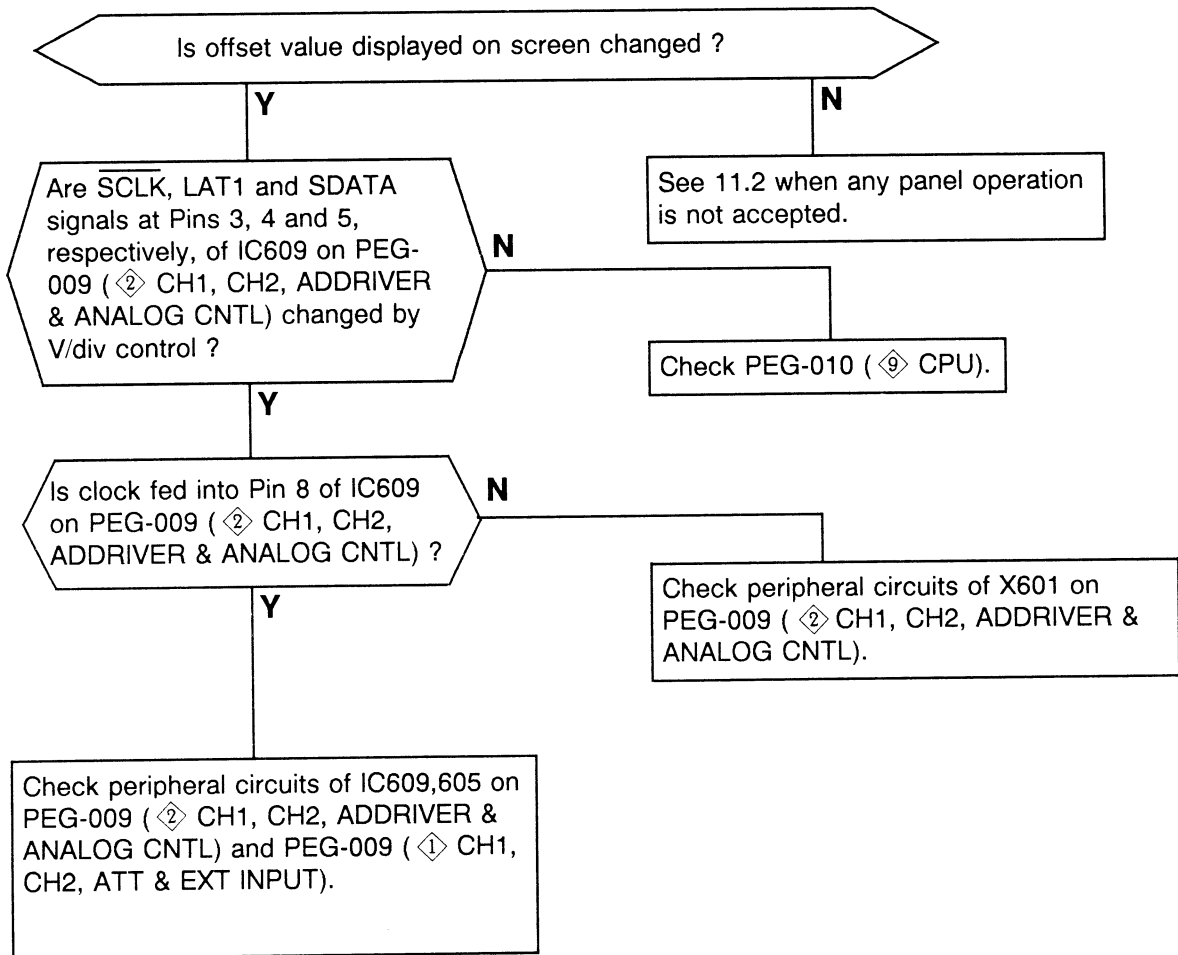 Is offset value displayed on screen changed ?
Y
N
Are SCLK, LAT1 and SDATA
signals at Pins 3, 4 and 5,
respectively, of IC609 on PEG-
009 ( ② CH1, CH2, ADDRIVER
& ANALOG CNTL) changed by
V/div control ?
N
See 11.2 when any panel operation
is not accepted.
Check PEG-010 ( ⑨ CPU).
Y
Is clock fed into Pin 8 of IC609
on PEG-009 ( ② CH1, CH2,
ADDRIVER & ANALOG CNTL) ?
N
Y
Check peripheral circuits of X601 on
PEG-009 ( ② CH1, CH2, ADDRIVER &
ANALOG CNTL).
Check peripheral circuits of IC609,605 on
PEG-009 ( ② CH1, CH2, ADDRIVER &
ANALOG CNTL) and PEG-009 ( ① CH1,
CH2, ATT & EXT INPUT).